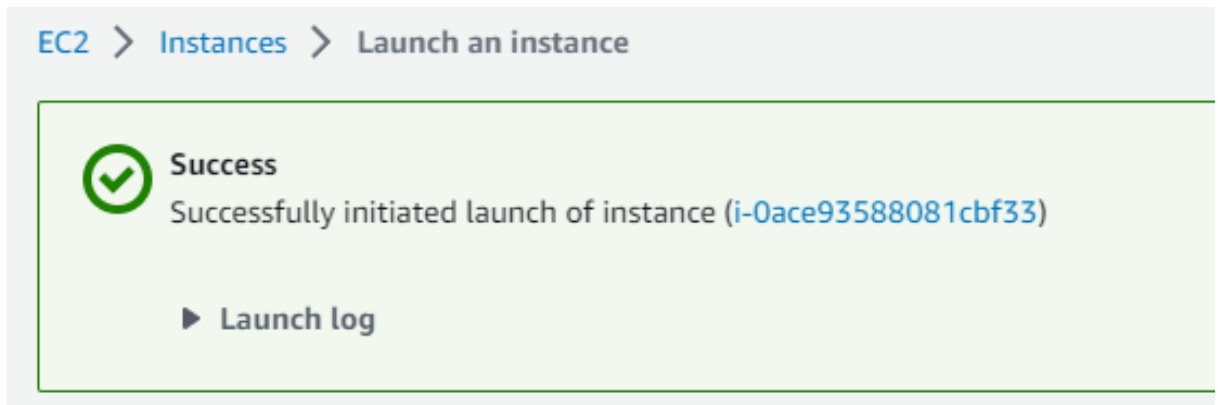 EC2 > Instances > Launch an instance
Success
Successfully initiated launch of instance (i-0ace93588081cbf33)
Launch log